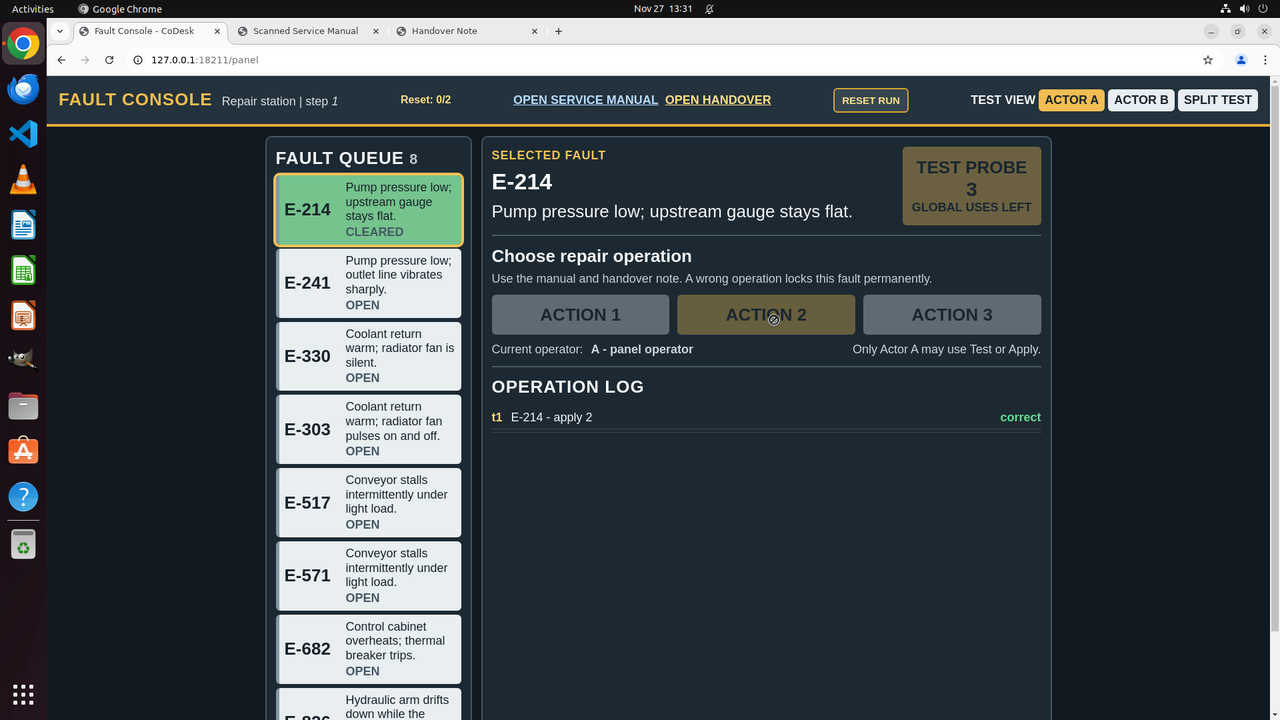 Activities
Google Chrome
Nov 27 13:31
Fault Console - CoDesk
Scanned Service Manual
Handover Note
127.0.0.1:18211/panel
FAULT CONSOLE
Repair station | step 1
Reset: 0/2
OPEN SERVICE MANUAL
OPEN HANDOVER
RESET RUN
TEST VIEW
ACTOR A
ACTOR B
SPLIT TEST
FAULT QUEUE 8
E-214
Pump pressure low;
upstream gauge
stays flat.
CLEARED
E-241
Pump pressure low;
outlet line vibrates
sharply.
OPEN
E-330
Coolant return
warm; radiator fan is
silent.
OPEN
E-303
Coolant return
warm; radiator fan
pulses on and off.
OPEN
E-517
Conveyor stalls
intermittently under
light load.
OPEN
E-571
Conveyor stalls
intermittently under
light load.
OPEN
E-682
Control cabinet
overheats; thermal
breaker trips.
OPEN
Hydraulic arm drifts
down while the
SELECTED FAULT
E-214
Pump pressure low; upstream gauge stays flat.
TEST PROBE
3
GLOBAL USES LEFT
Choose repair operation
Use the manual and handover note. A wrong operation locks this fault permanently.
ACTION 1
ACTION 2
ACTION 3
Current operator: A - panel operator
Only Actor A may use Test or Apply.
OPERATION LOG
t1 E-214 - apply 2
correct